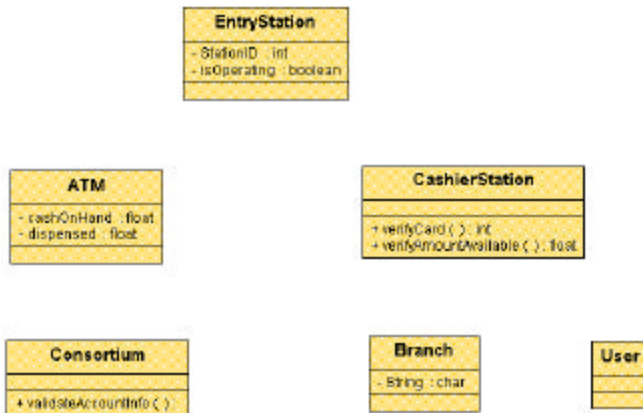 EntryStation
- StationID : int
- isOperating : boolean
ATM
- cashOnHand : float
- dispensed : float
CashierStation
+ verifyCard ( ) : int
+ verifyAmountAvailable ( ) : float
Consortium
+ validateAccountInfo ( )
Branch
- String : char
User